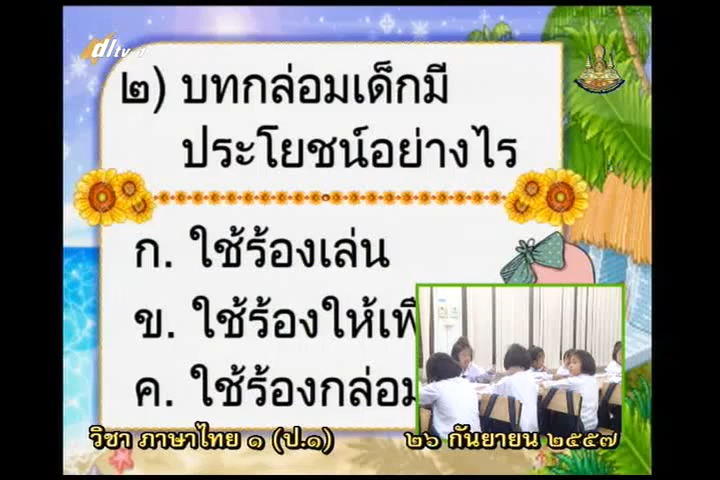 dltv 1
๒) บทกล่อมเด็กมี
ประโยชน์อย่างไร
ก. ใช้ร้องเล่น
ข. ใช้ร้องให้
ค. ใช้ร้องกล่อม
วิชา ภาษาไทย ๑ (ป.๑)
๒๖ กันยายน ๒๕๕๗